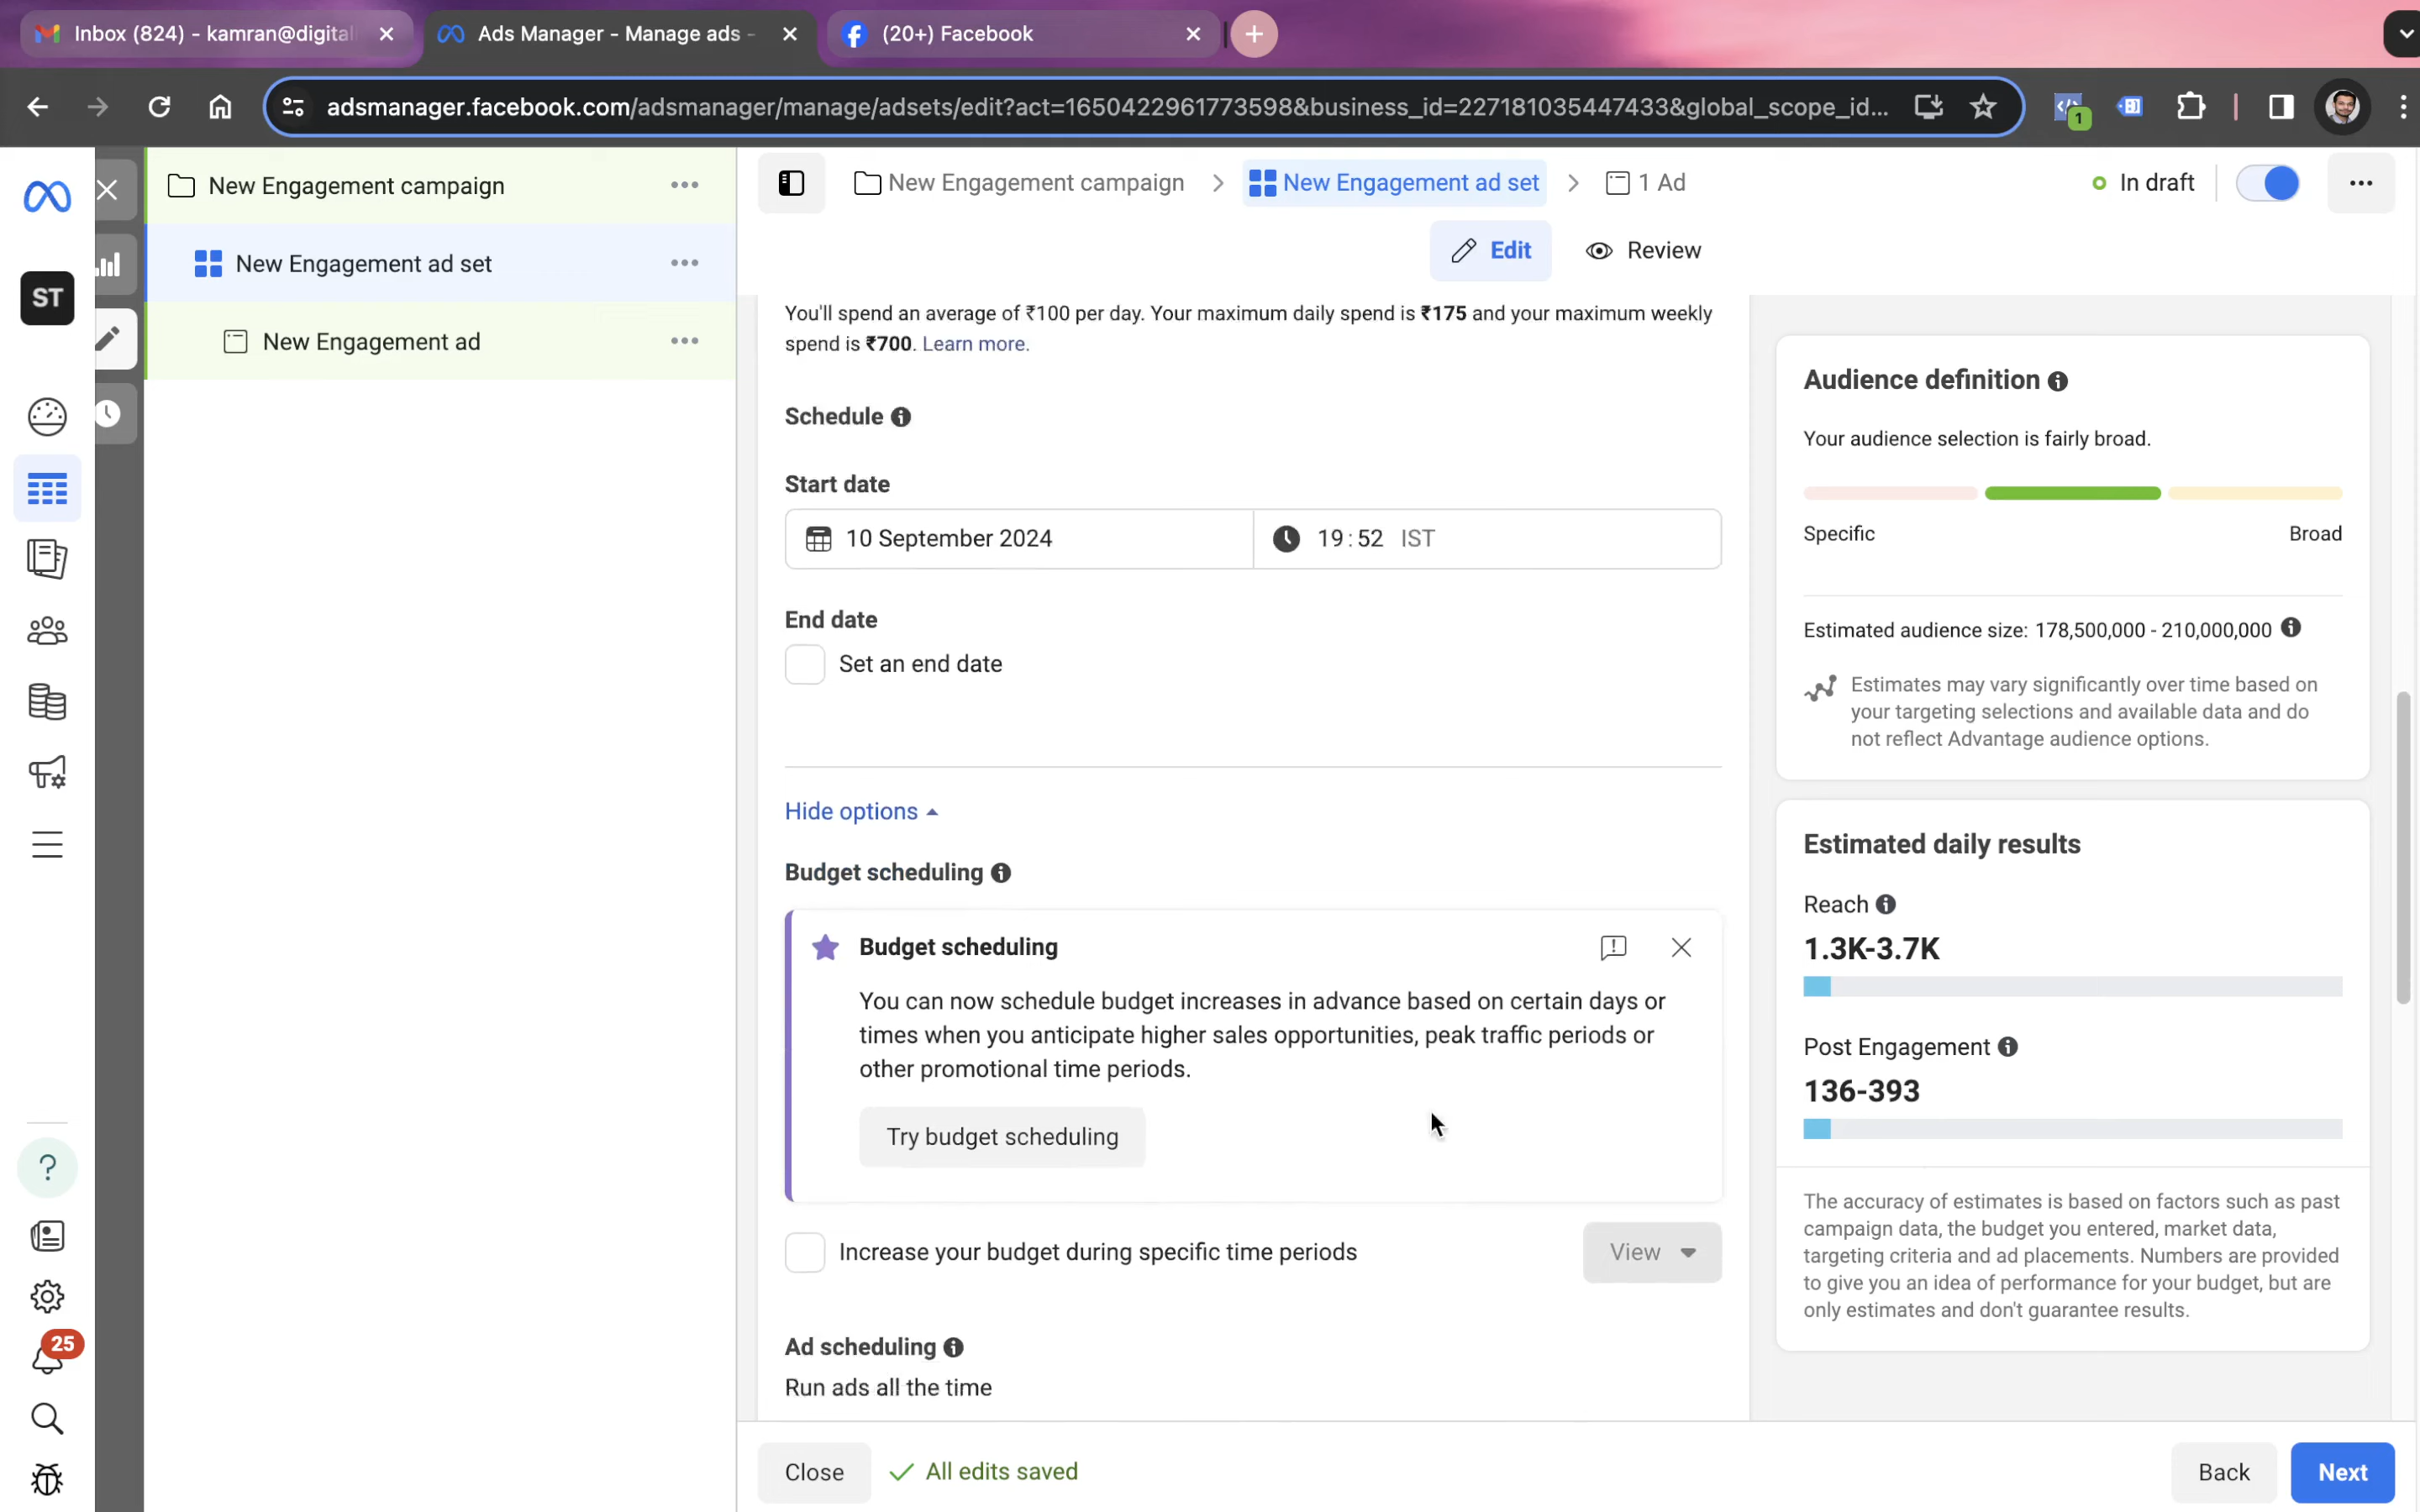 Inbox (824) - kamran@digital
Ads Manager - Manage ads -
(20+) Facebook
adsmanager.facebook.com/adsmanager/manage/adsets/edit?act=1650422961773598&business_id=227181035447433&global_scope_id...
1
ST
New Engagement campaign
New Engagement ad set
New Engagement ad
New Engagement campaign > New Engagement ad set > 1 Ad
In draft
Edit
Review
You'll spend an average of ₹100 per day. Your maximum daily spend is ₹175 and your maximum weekly
spend is ₹700. Learn more.
Schedule
Start date
10 September 2024
19:52 IST
End date
Set an end date
Hide options
Budget scheduling
Budget scheduling
You can now schedule budget increases in advance based on certain days or
times when you anticipate higher sales opportunities, peak traffic periods or
other promotional time periods.
Try budget scheduling
Increase your budget during specific time periods
View
Ad scheduling
Run ads all the time
Audience definition
Your audience selection is fairly broad.
Specific
Broad
Estimated audience size: 178,500,000 - 210,000,000
Estimates may vary significantly over time based on
your targeting selections and available data and do
not reflect Advantage audience options.
Estimated daily results
Reach
1.3K-3.7K
Post Engagement
136-393
The accuracy of estimates is based on factors such as past
campaign data, the budget you entered, market data,
targeting criteria and ad placements. Numbers are provided
to give you an idea of performance for your budget, but are
only estimates and don't guarantee results.
25
Close
All edits saved
Back
Next